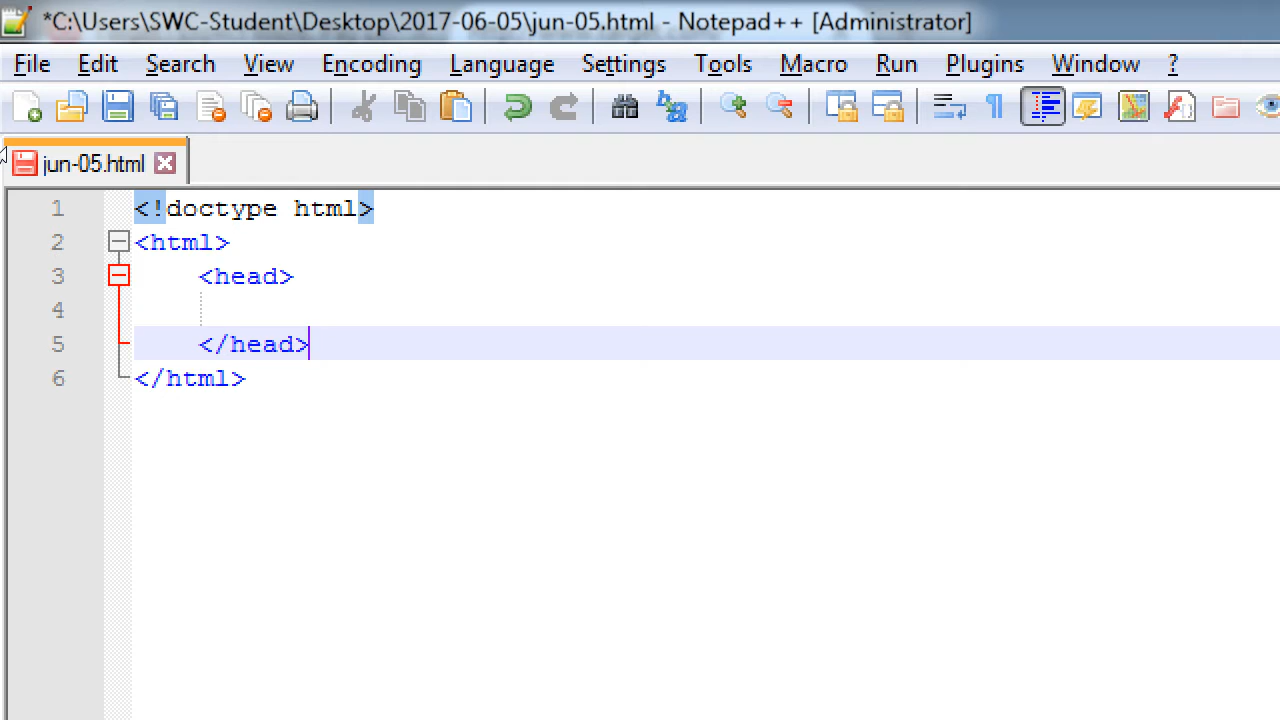 *C:\Users\SWC-Student\Desktop\2017-06-05\jun-05.html - Notepad++ [Administrator]
File Edit Search View Encoding Language Settings Tools Macro Run Plugins Window ?
jun-05.html
1 <!doctype html>
2 <html>
3 <head>
4
5 </head>
6 </html>